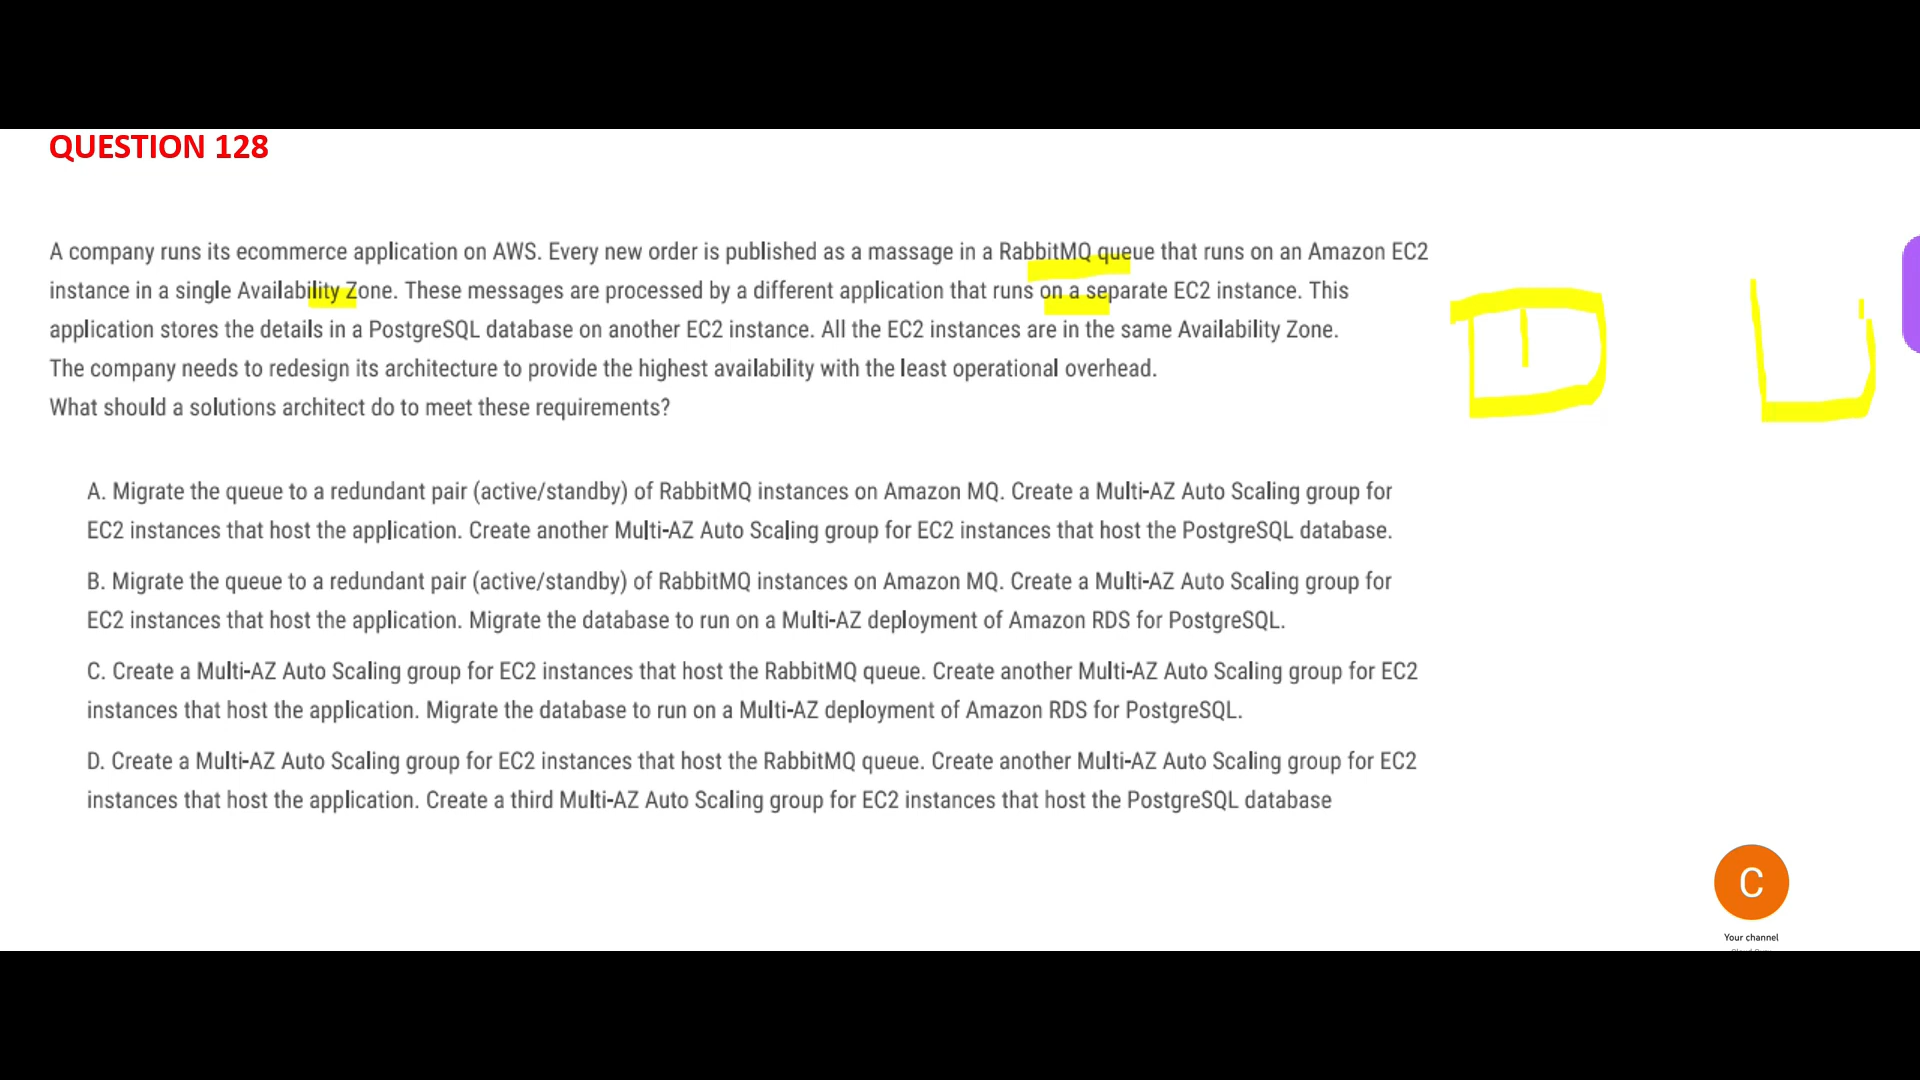 QUESTION 128
A company runs its ecommerce application on AWS. Every new order is published as a massage in a RabbitMQ queue that runs on an Amazon EC2
instance in a single Availability Zone. These messages are processed by a different application that runs on a separate EC2 instance. This
application stores the details in a PostgreSQL database on another EC2 instance. All the EC2 instances are in the same Availability Zone.
The company needs to redesign its architecture to provide the highest availability with the least operational overhead.
What should a solutions architect do to meet these requirements?
A. Migrate the queue to a redundant pair (active/standby) of RabbitMQ instances on Amazon MQ. Create a Multi-AZ Auto Scaling group for
EC2 instances that host the application. Create another Multi-AZ Auto Scaling group for EC2 instances that host the PostgreSQL database.
B. Migrate the queue to a redundant pair (active/standby) of RabbitMQ instances on Amazon MQ. Create a Multi-AZ Auto Scaling group for
EC2 instances that host the application. Migrate the database to run on a Multi-AZ deployment of Amazon RDS for PostgreSQL.
C. Create a Multi-AZ Auto Scaling group for EC2 instances that host the RabbitMQ queue. Create another Multi-AZ Auto Scaling group for EC2
instances that host the application. Migrate the database to run on a Multi-AZ deployment of Amazon RDS for PostgreSQL.
D. Create a Multi-AZ Auto Scaling group for EC2 instances that host the RabbitMQ queue. Create another Multi-AZ Auto Scaling group for EC2
instances that host the application. Create a third Multi-AZ Auto Scaling group for EC2 instances that host the PostgreSQL database
C
Your channel